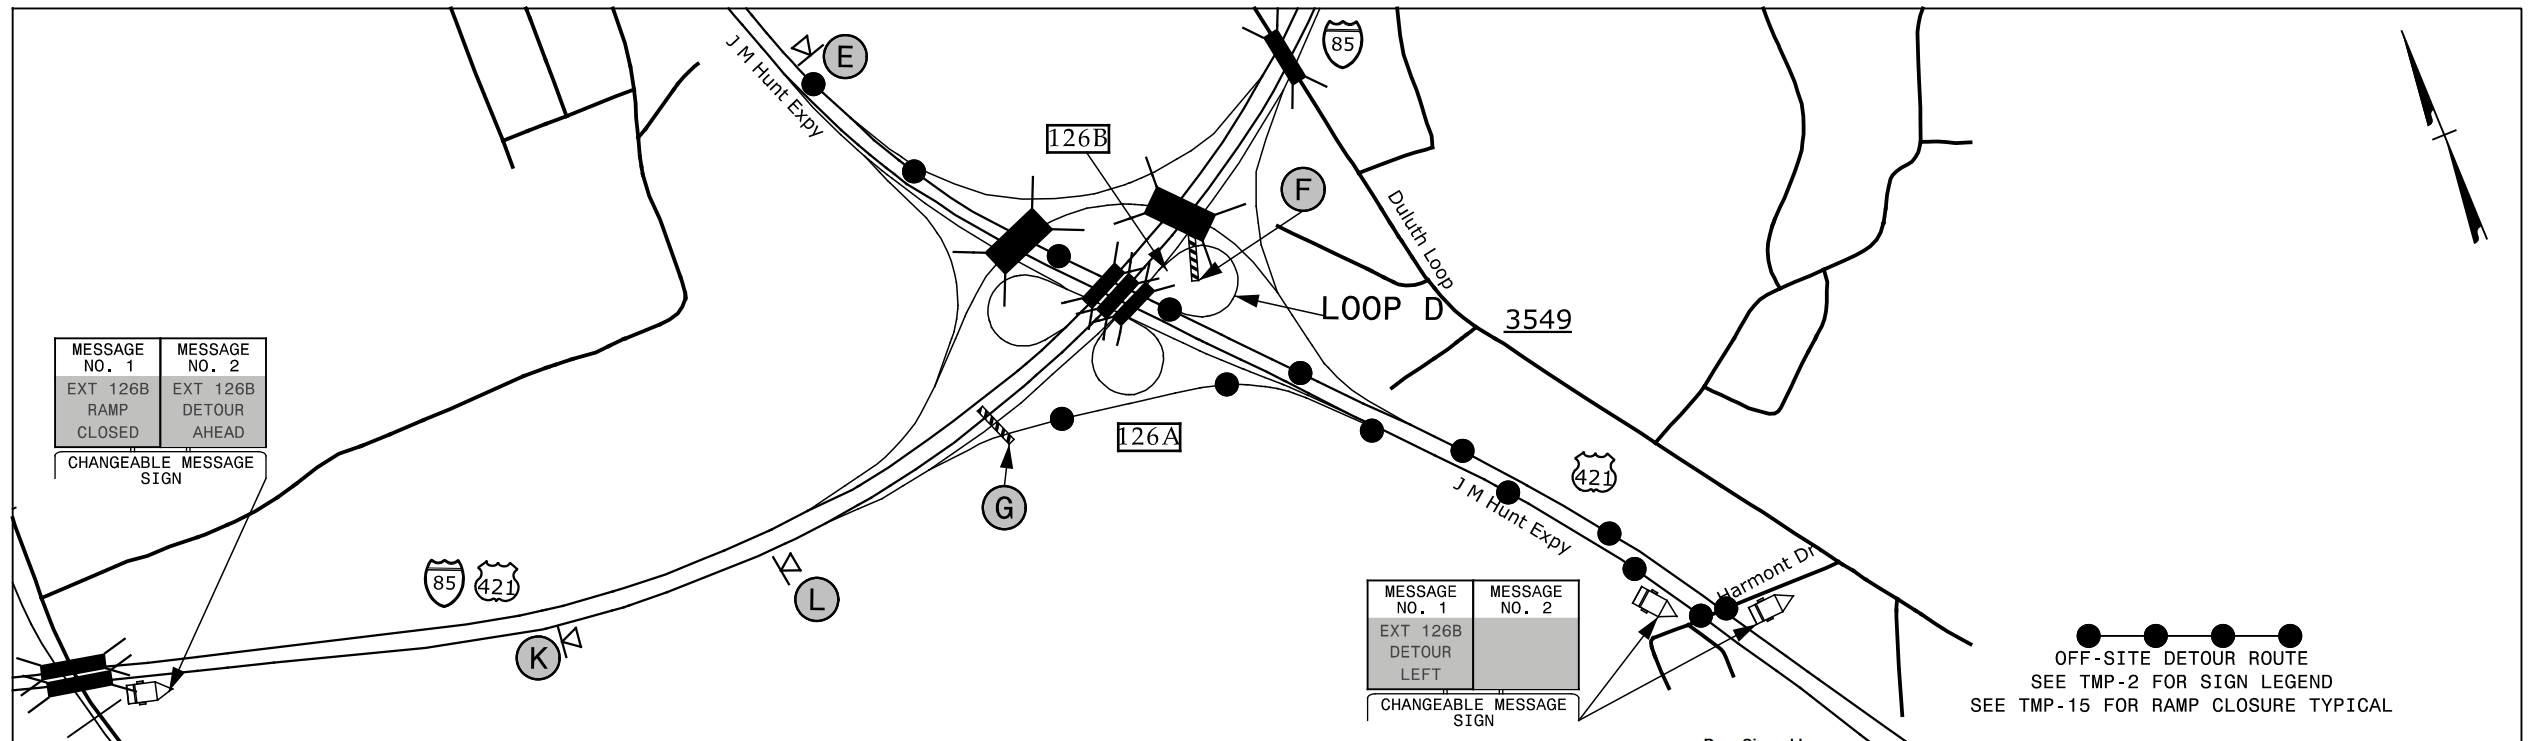 E
85
J M Hunt Expy
126B
F
Duluth Loop
LOOP D
3549
MESSAGE NO. 1
MESSAGE NO. 2
EXT 126B
RAMP
CLOSED
EXT 126B
DETOUR
AHEAD
CHANGEABLE MESSAGE
SIGN
126A
421
G
J M Hunt Expy
85
421
L
K
Harmont Dr
MESSAGE NO. 1
MESSAGE NO. 2
EXT 126B
DETOUR
LEFT
CHANGEABLE MESSAGE
SIGN
OFF-SITE DETOUR ROUTE
SEE TMP-2 FOR SIGN LEGEND
SEE TMP-15 FOR RAMP CLOSURE TYPICAL